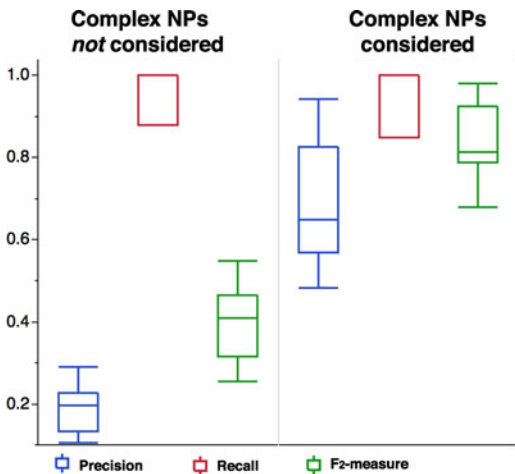 Complex NPs
not considered
Complex NPs
considered
1.0
0.8
0.6
0.4
0.2
Precision
Recall
F2-measure